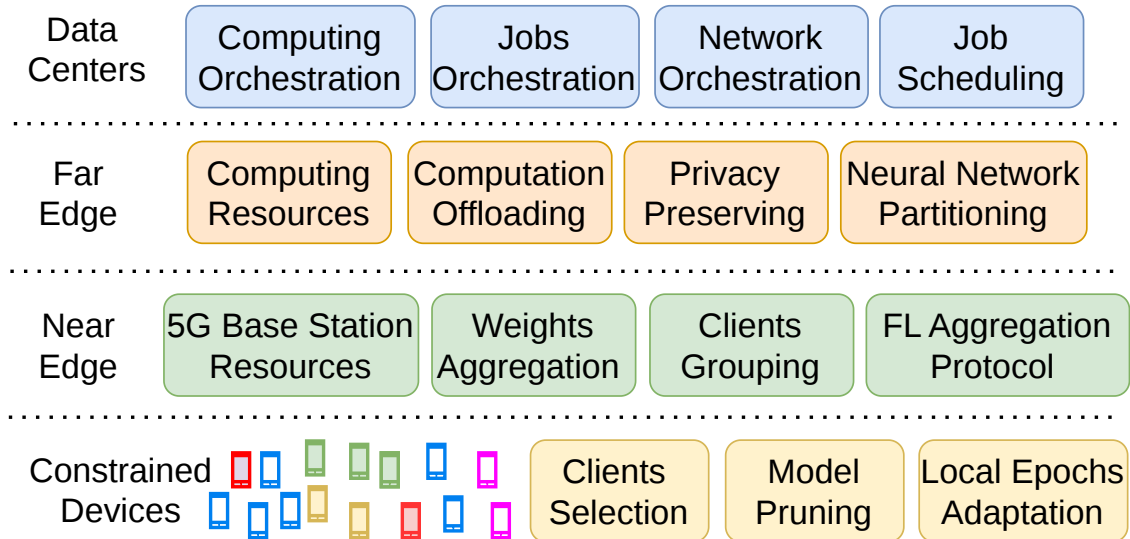 Data
Centers
Computing
Orchestration
Jobs
Orchestration
Network
Orchestration
Job
Scheduling
Far
Edge
Computing
Resources
Computation
Offloading
Privacy
Preserving
Neural Network
Partitioning
Near
Edge
5G Base Station
Resources
Weights
Aggregation
Clients
Grouping
FL Aggregation
Protocol
Constrained
Devices
Clients
Selection
Model
Pruning
Local Epochs
Adaptation